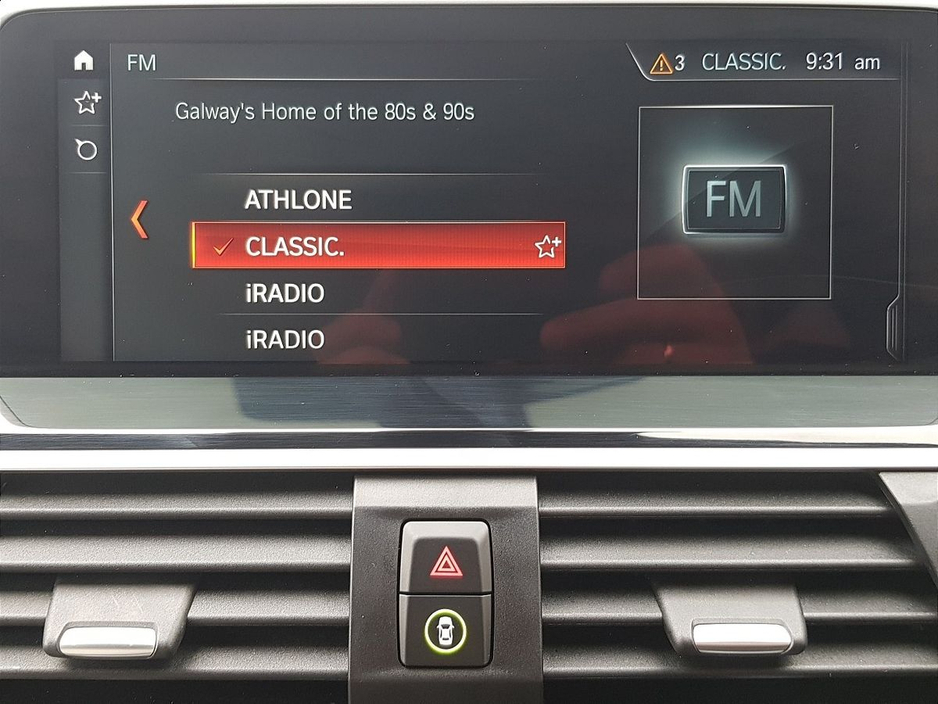 FM
3 CLASSIC. 9:31 am
Galway's Home of the 80s & 90s
ATHLONE
CLASSIC.
iRADIO
iRADIO
FM